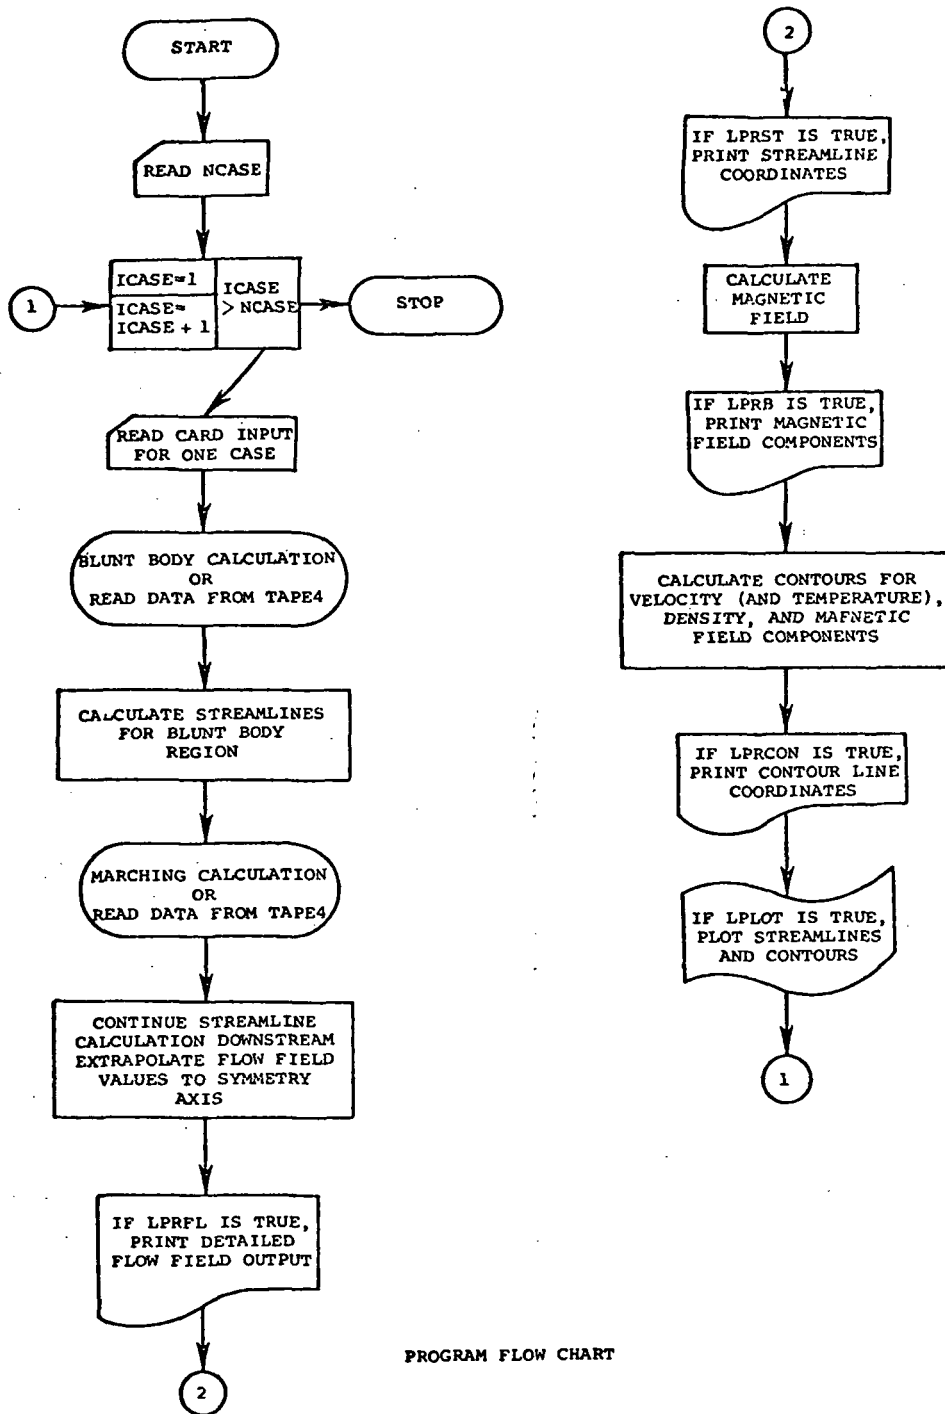 START
READ NCASE
1
ICASE=1
ICASE=
ICASE + 1
ICASE
> NCASE
STOP
READ CARD INPUT
FOR ONE CASE
BLUNT BODY CALCULATION
OR
READ DATA FROM TAPE4
CALCULATE STREAMLINES
FOR BLUNT BODY
REGION
MARCHING CALCULATION
OR
READ DATA FROM TAPE4
CONTINUE STREAMLINE
CALCULATION DOWNSTREAM
EXTRAPOLATE FLOW FIELD
VALUES TO SYMMETRY
AXIS
IF LPRFL IS TRUE,
PRINT DETAILED
FLOW FIELD OUTPUT
2
2
IF LPRST IS TRUE,
PRINT STREAMLINE
COORDINATES
CALCULATE
MAGNETIC
FIELD
IF LPRB IS TRUE,
PRINT MAGNETIC
FIELD COMPONENTS
CALCULATE CONTOURS FOR
VELOCITY (AND TEMPERATURE),
DENSITY, AND MAFNETIC
FIELD COMPONENTS
IF LPRCON IS TRUE,
PRINT CONTOUR LINE
COORDINATES
IF LPLOT IS TRUE,
PLOT STREAMLINES
AND CONTOURS
1
PROGRAM FLOW CHART